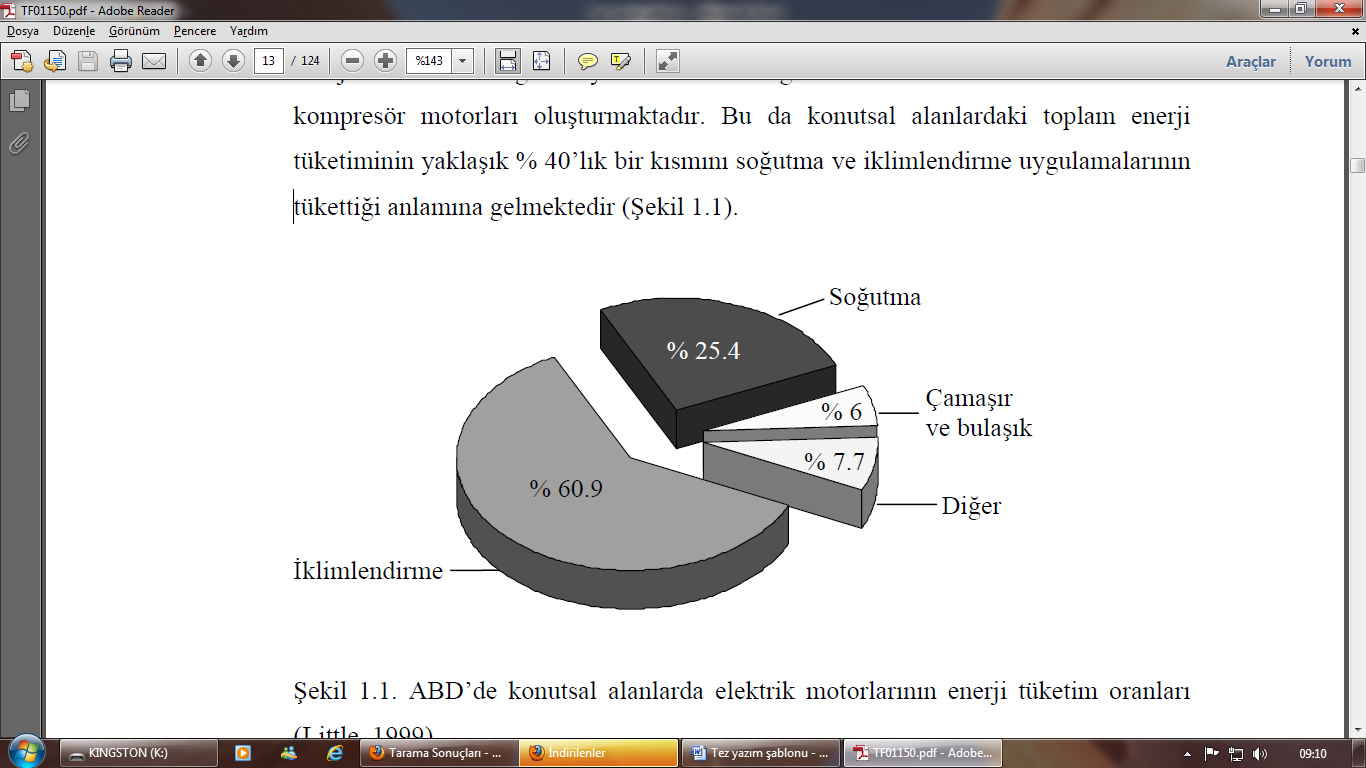 TF01150.pdf - Adobe Reader
Dosya Düzenle Görünüm Pencere Yardım
13 / 124 %143 Araçlar Yorum
kompresör motorları oluşturmaktadır. Bu da konutsal alanlardaki toplam enerji
tüketiminin yaklaşık % 40’lık bir kısmını soğutma ve iklimlendirme uygulamalarının
tükettiği anlamına gelmektedir (Şekil 1.1).
Soğutma
% 25.4
Çamaşır
ve bulaşık
% 6
% 7.7
Diğer
% 60.9
İklimlendirme
Şekil 1.1. ABD’de konutsal alanlarda elektrik motorlarının enerji tüketim oranları
(Little, 1999)
KINGSTON (K:) Tarama Sonuçları - ... İndirilenler Tez yazım şablonu - ... TF01150.pdf - Adobe... 09:10